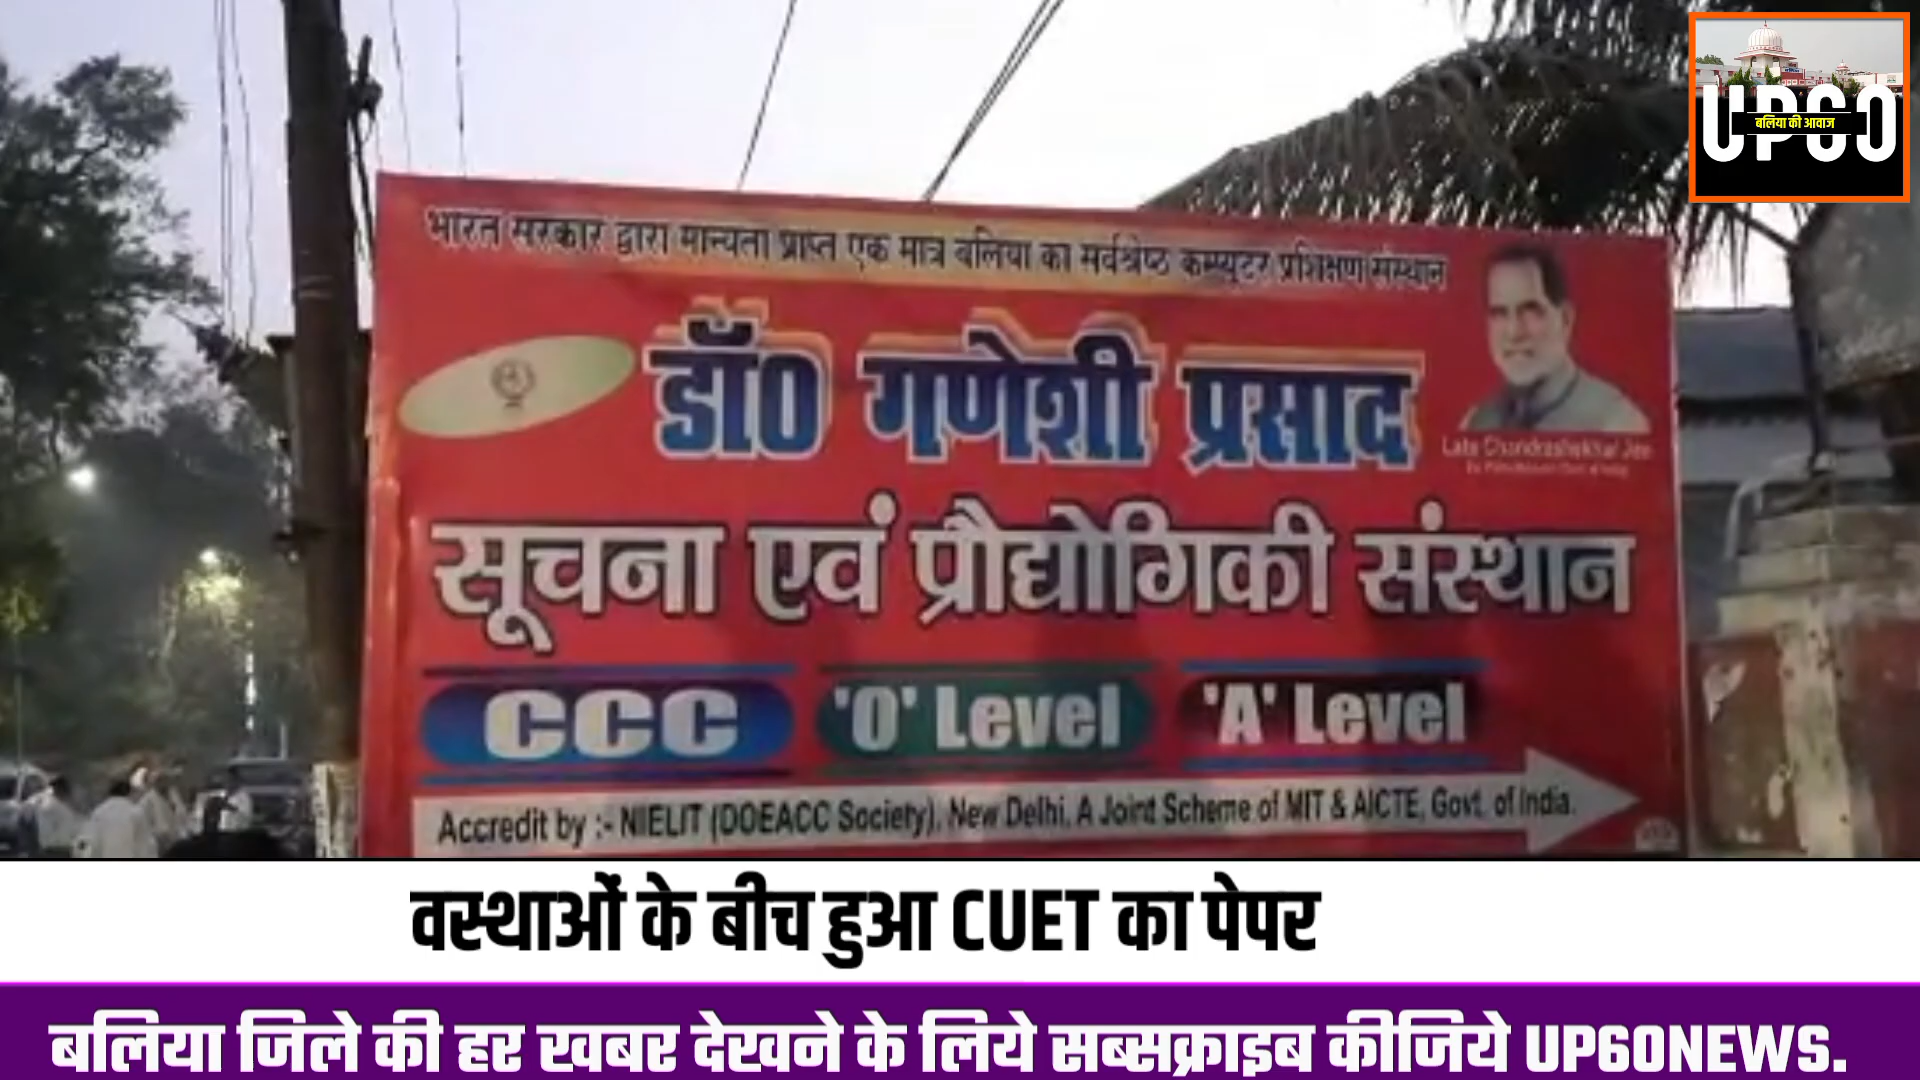 UP60
बलिया की आवाज
भारत सरकार द्वारा मान्यता प्राप्त एक मात्र बलिया का सर्वश्रेष्ठ कम्प्युटर प्रशिक्षण संस्थान
डॉ0 गणेशी प्रसाद
Late Chandrashekhar Jee
सूचना एवं प्रौद्योगिकी संस्थान
CCC 'O' Level 'A' Level
Accredit by :- NIELIT (DOEACC Society), New Delhi, A Joint Scheme of MIT & AICTE, Govt. of India.
वस्थाओं के बीच हुआ CUET का पेपर
बलिया जिले की हर खबर देखने के लिये सब्सक्राइब कीजिये UP60NEWS.